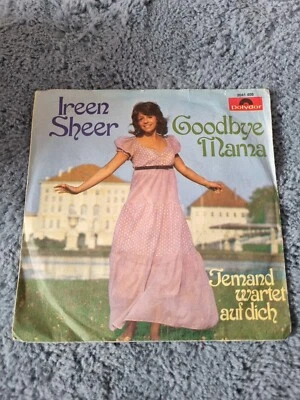 Ireen
Sheer
Polydor
Goodbye
Mama
Jemand
wartet
auf dich